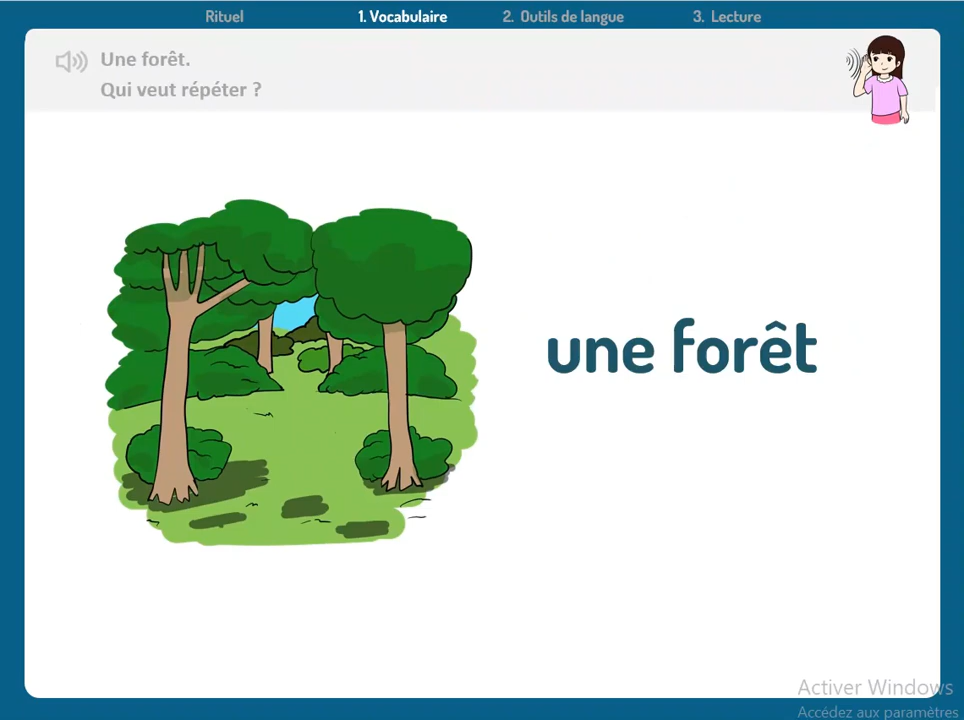 Rituel 1. Vocabulaire 2. Outils de langue 3. Lecture
Une forêt.
Qui veut répéter ?
une forêt
Activer Windows
Accédez aux paramètres